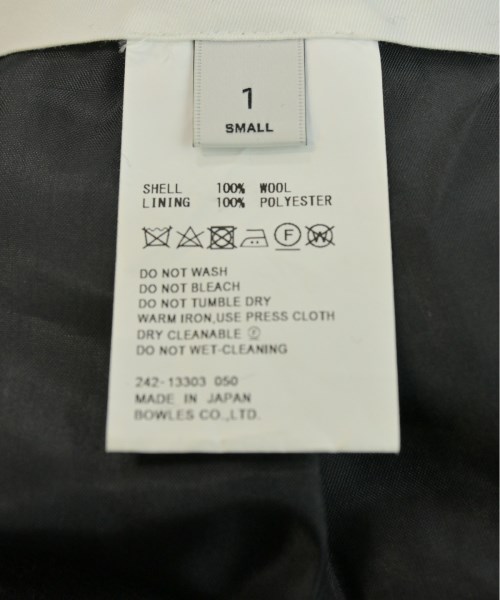 1
SMALL
SHELL 100% WOOL
LINING 100% POLYESTER
F W
DO NOT WASH
DO NOT BLEACH
DO NOT TUMBLE DRY
WARM IRON,USE PRESS CLOTH
DRY CLEANABLE Ⓕ
DO NOT WET-CLEANING
242-13303 050
MADE IN JAPAN
BOWLES CO.,LTD.